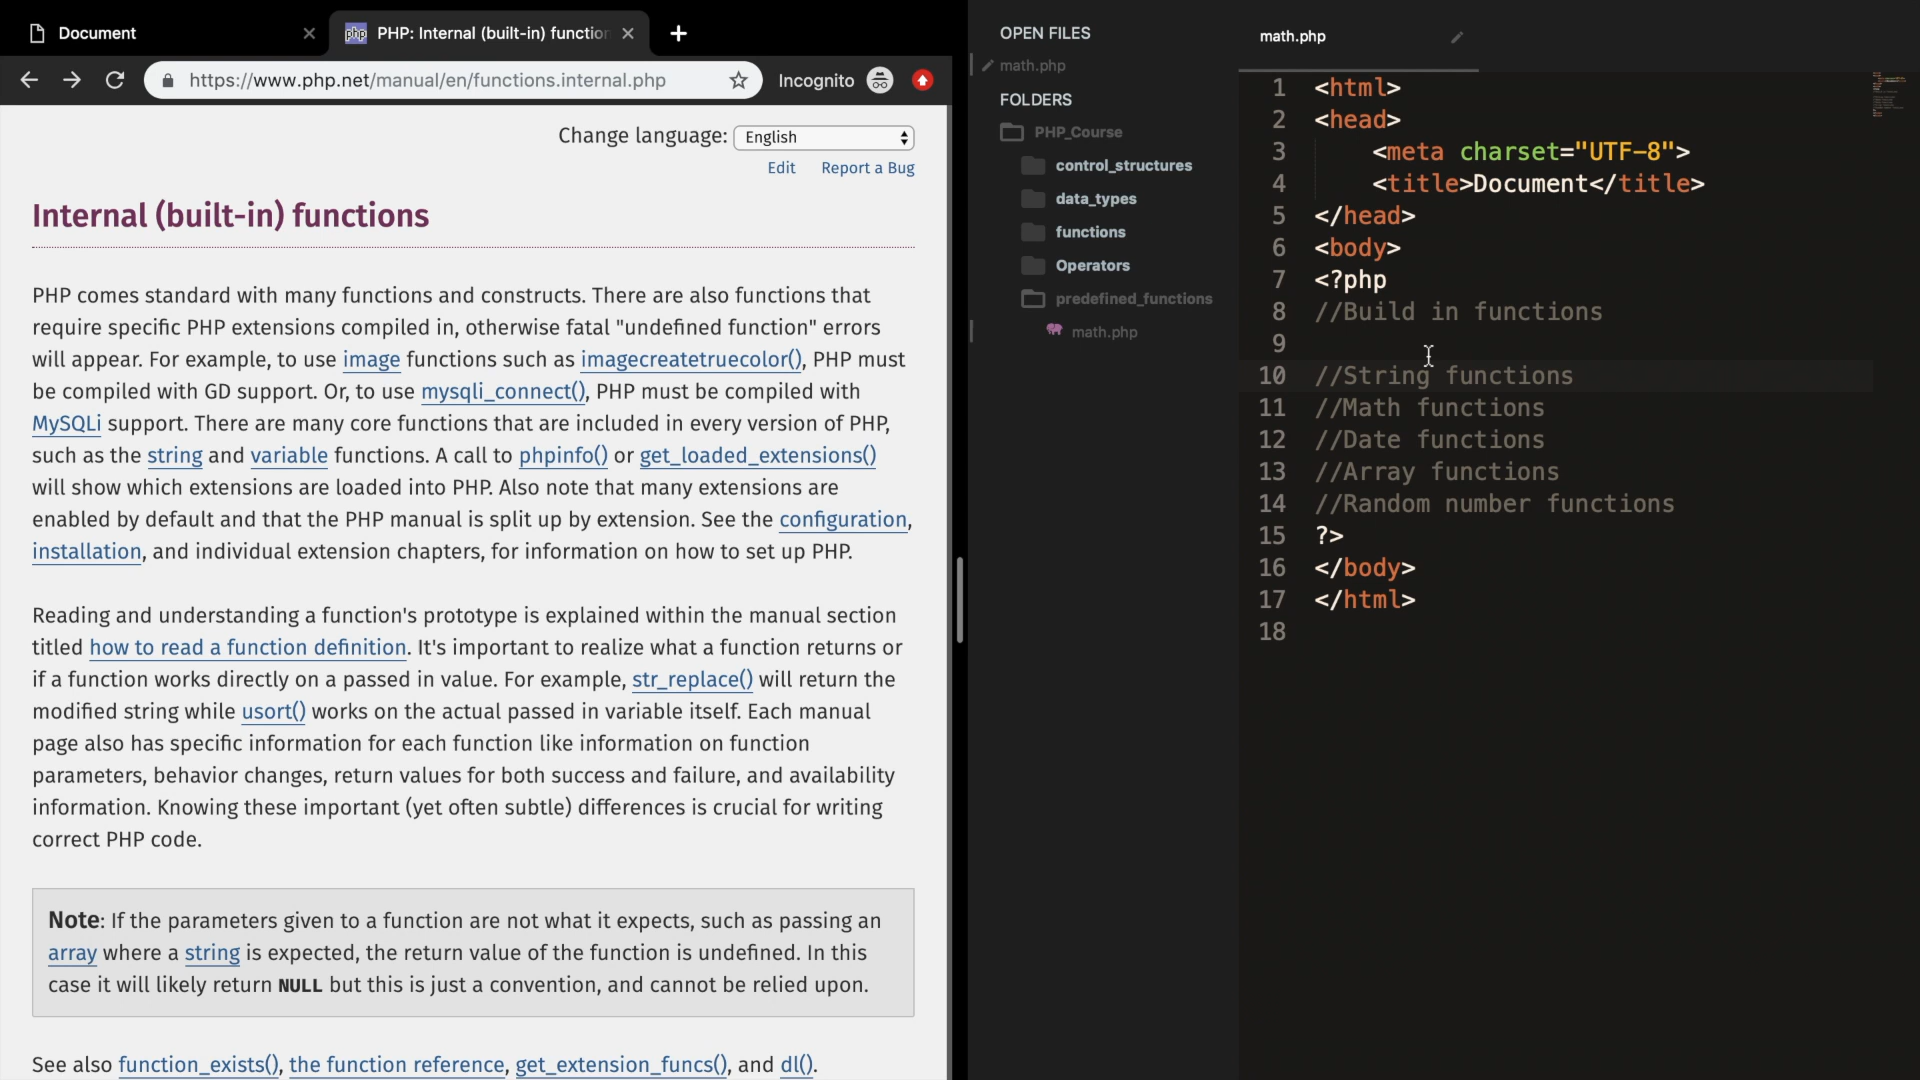 Document
php
PHP: Internal (built-in) functio
https://www.php.net/manual/en/functions.internal.php
Incognito
Change language: English
Edit Report a Bug
Internal (built-in) functions
PHP comes standard with many functions and constructs. There are also functions that
require specific PHP extensions compiled in, otherwise fatal "undefined function" errors
will appear. For example, to use image functions such as imagecreatetruecolor(), PHP must
be compiled with GD support. Or, to use mysqli_connect(), PHP must be compiled with
MySQLi support. There are many core functions that are included in every version of PHP,
such as the string and variable functions. A call to phpinfo() or get_loaded_extensions()
will show which extensions are loaded into PHP. Also note that many extensions are
enabled by default and that the PHP manual is split up by extension. See the configuration,
installation, and individual extension chapters, for information on how to set up PHP.
Reading and understanding a function's prototype is explained within the manual section
titled how to read a function definition. It's important to realize what a function returns or
if a function works directly on a passed in value. For example, str_replace() will return the
modified string while usort() works on the actual passed in variable itself. Each manual
page also has specific information for each function like information on function
parameters, behavior changes, return values for both success and failure, and availability
information. Knowing these important (yet often subtle) differences is crucial for writing
correct PHP code.
Note: If the parameters given to a function are not what it expects, such as passing an
array where a string is expected, the return value of the function is undefined. In this
case it will likely return NULL but this is just a convention, and cannot be relied upon.
See also function_exists(), the function reference, get_extension_funcs(), and dl().
OPEN FILES
math.php
FOLDERS
PHP_Course
control_structures
data_types
functions
Operators
predefined_functions
math.php
math.php
1 <html>
2 <head>
3 <meta charset="UTF-8">
4 <title>Document</title>
5 </head>
6 <body>
7 <?php
8 //Build in functions
9
10 //String functions
11 //Math functions
12 //Date functions
13 //Array functions
14 //Random number functions
15 ?>
16 </body>
17 </html>
18